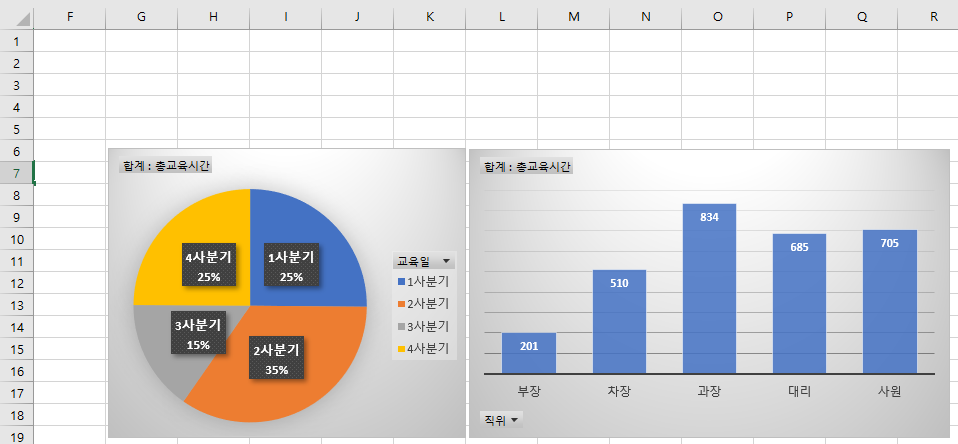 F G H I J K L M N O P Q R
1
2
3
4
5
6
7
8
9
10
11
12
13
14
15
16
17
18
19
합계 : 총교육시간
4사분기
25%
1사분기
25%
3사분기
15%
2사분기
35%
교육일
1사분기
2사분기
3사분기
4사분기
합계 : 총교육시간
201
510
834
685
705
부장 차장 과장 대리 사원
직위